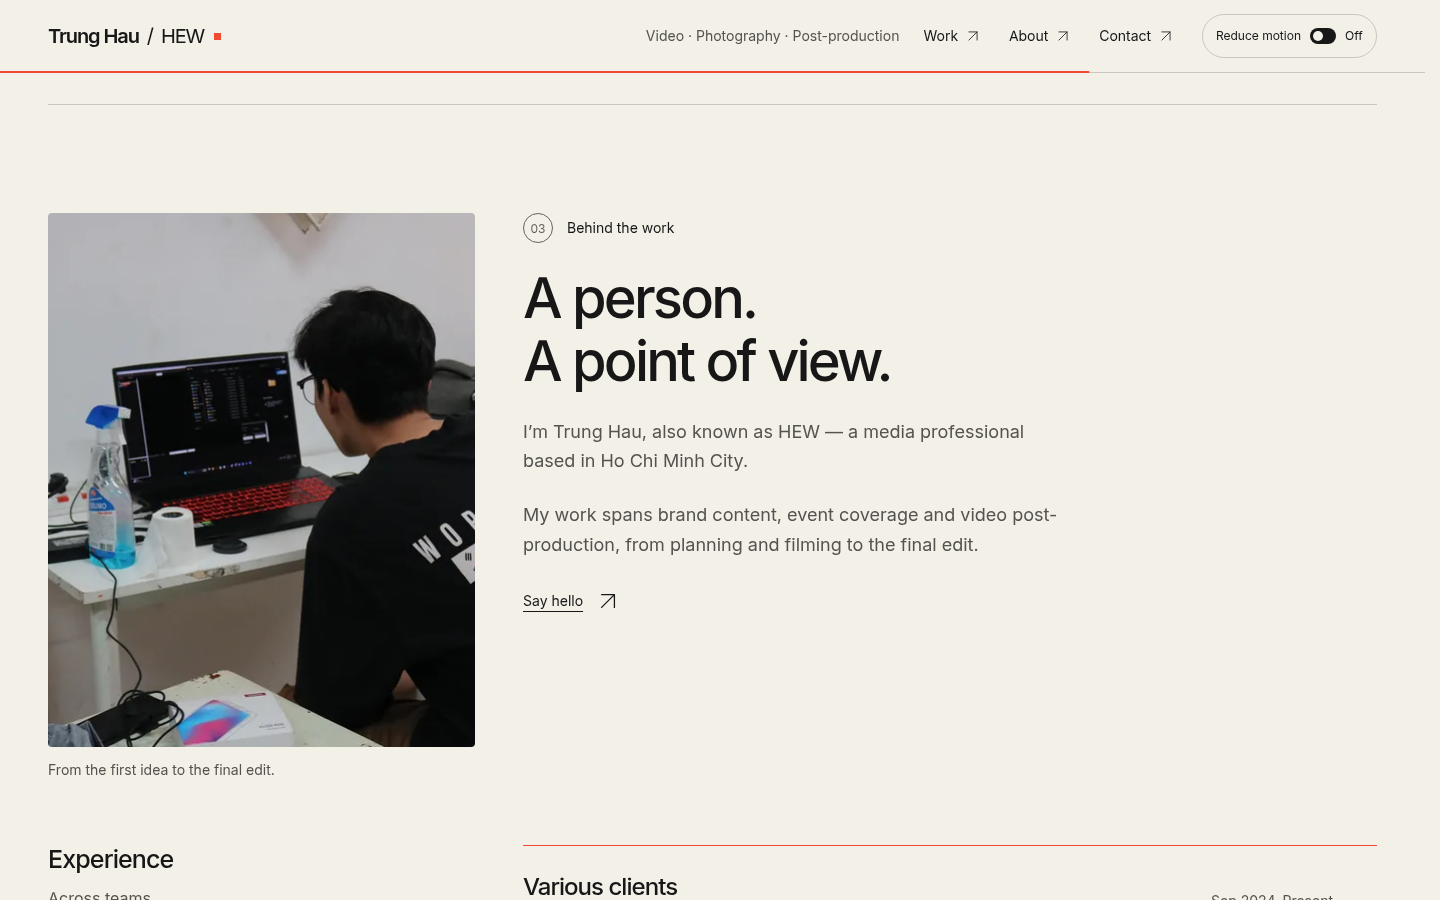 Trung Hau / HEW
Video · Photography · Post-production
Work
About
Contact
Reduce motion
Off
03
Behind the work
A person.
A point of view.
I’m Trung Hau, also known as HEW — a media professional
based in Ho Chi Minh City.
My work spans brand content, event coverage and video post-
production, from planning and filming to the final edit.
Say hello
From the first idea to the final edit.
Experience
Across teams
Various clients
Sep 2024–Present